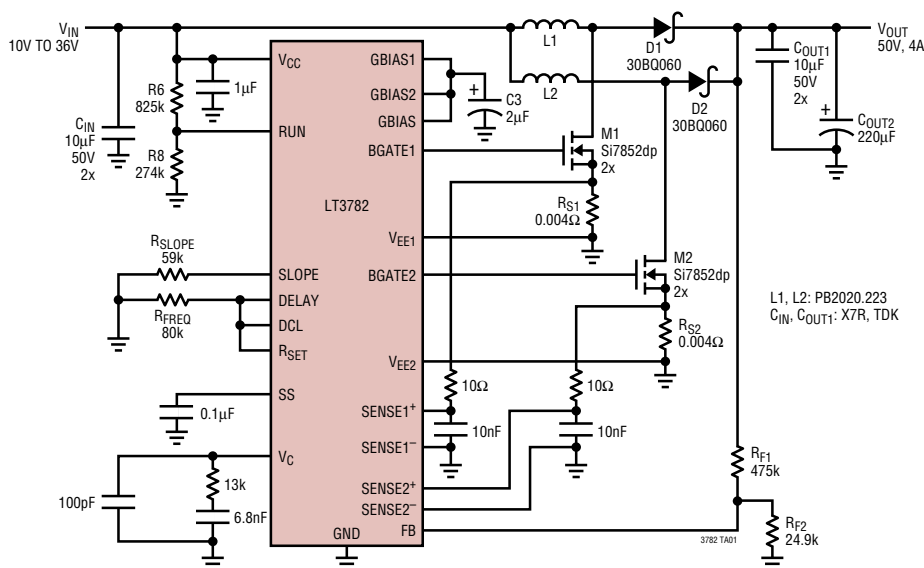 VIN
10V TO 36V
CIN
10µF
50V
2x
R6
825k
R8
274k
1µF
VCC
RUN
LT3782
GBIAS1
GBIAS2
GBIAS
BGATE1
VEE1
BGATE2
VEE2
SENSE1+
SENSE1–
SENSE2+
SENSE2–
FB
GND
SLOPE
DELAY
DCL
RSET
SS
VC
RSLOPE
59k
RFREQ
80k
0.1µF
100pF
13k
6.8nF
+
C3
2µF
L1
L2
D1
30BQ060
D2
30BQ060
M1
Si7852dp
2x
RS1
0.004Ω
M2
Si7852dp
2x
RS2
0.004Ω
10Ω
10nF
10Ω
10nF
VOUT
50V, 4A
COUT1
10µF
50V
2x
+
COUT2
220µF
L1, L2: PB2020.223
CIN, COUT1: X7R, TDK
RF1
475k
RF2
24.9k
3782 TA01